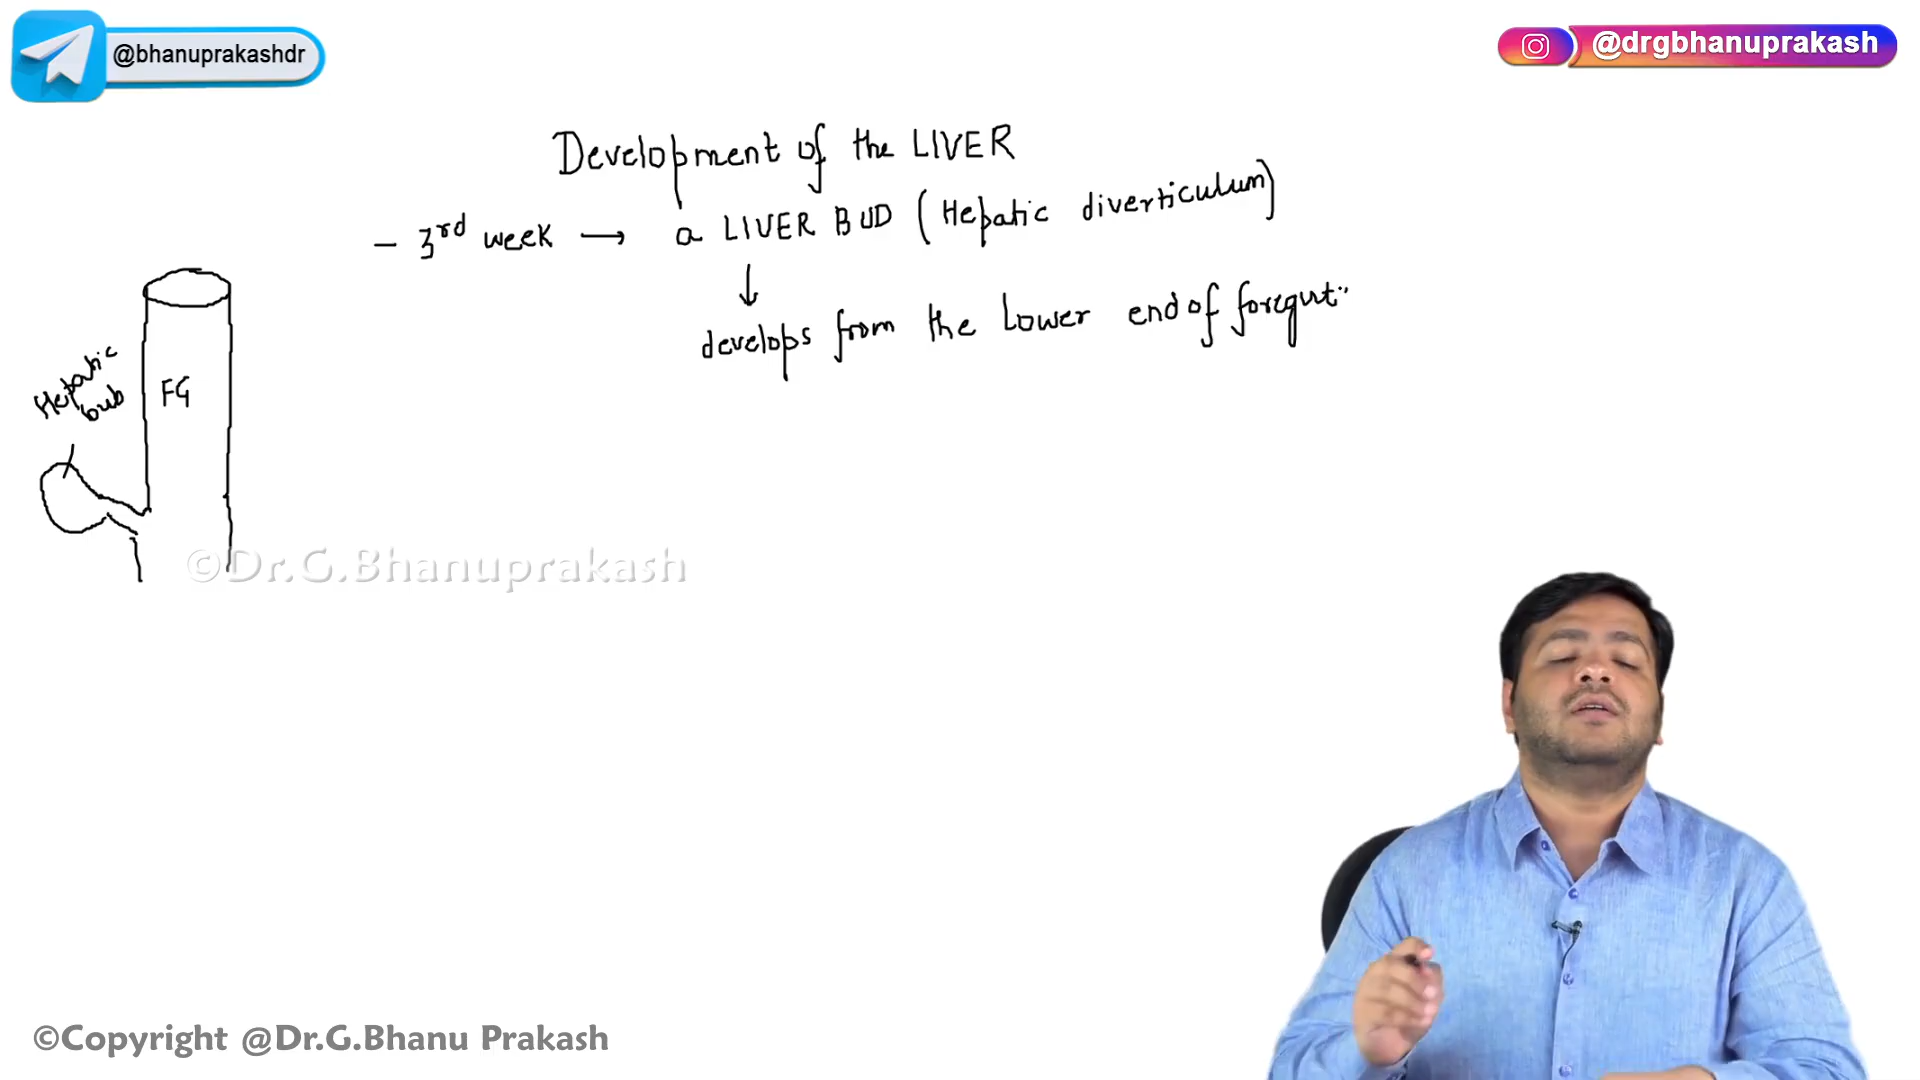 @bhanuprakashdr
@drgbhanuprakash
Development of the LIVER
– 3rd week → a LIVER BUD (Hepatic diverticulum)
↓
develops from the Lower end of foregut
Hepatic
bub
FG
©Dr.G.Bhanuprakash
©Copyright @Dr.G.Bhanu Prakash